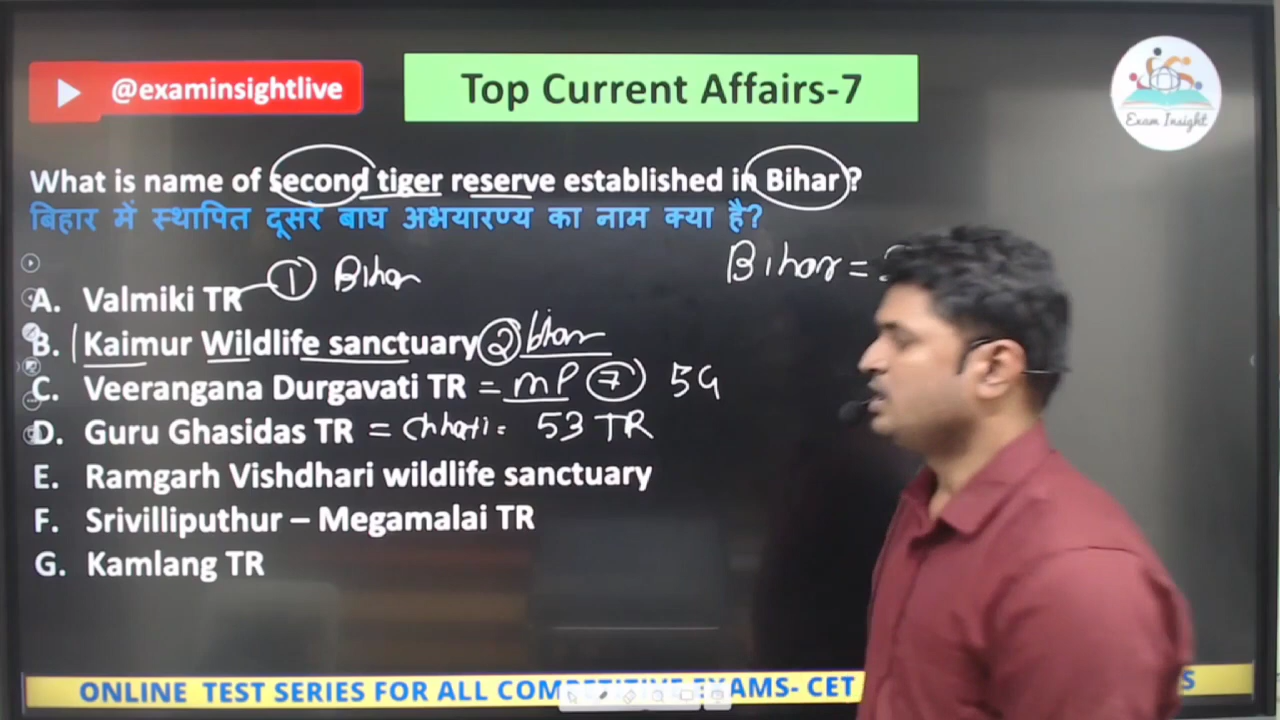 @examinsightlive
Top Current Affairs-7
Exam Insight
What is name of second tiger reserve established in Bihar?
बिहार में स्थापित दूसरे बाघ अभयारण्य का नाम क्या है?
Bihar =
A. Valmiki TR 1 Bihar
B. Kaimur Wildlife sanctuary 2 bihar
C. Veerangana Durgavati TR = MP 7 54
D. Guru Ghasidas TR = Chhati = 53 TR
E. Ramgarh Vishdhari wildlife sanctuary
F. Srivilliputhur – Megamalai TR
G. Kamlang TR
ONLINE TEST SERIES FOR ALL EXAMS- CET